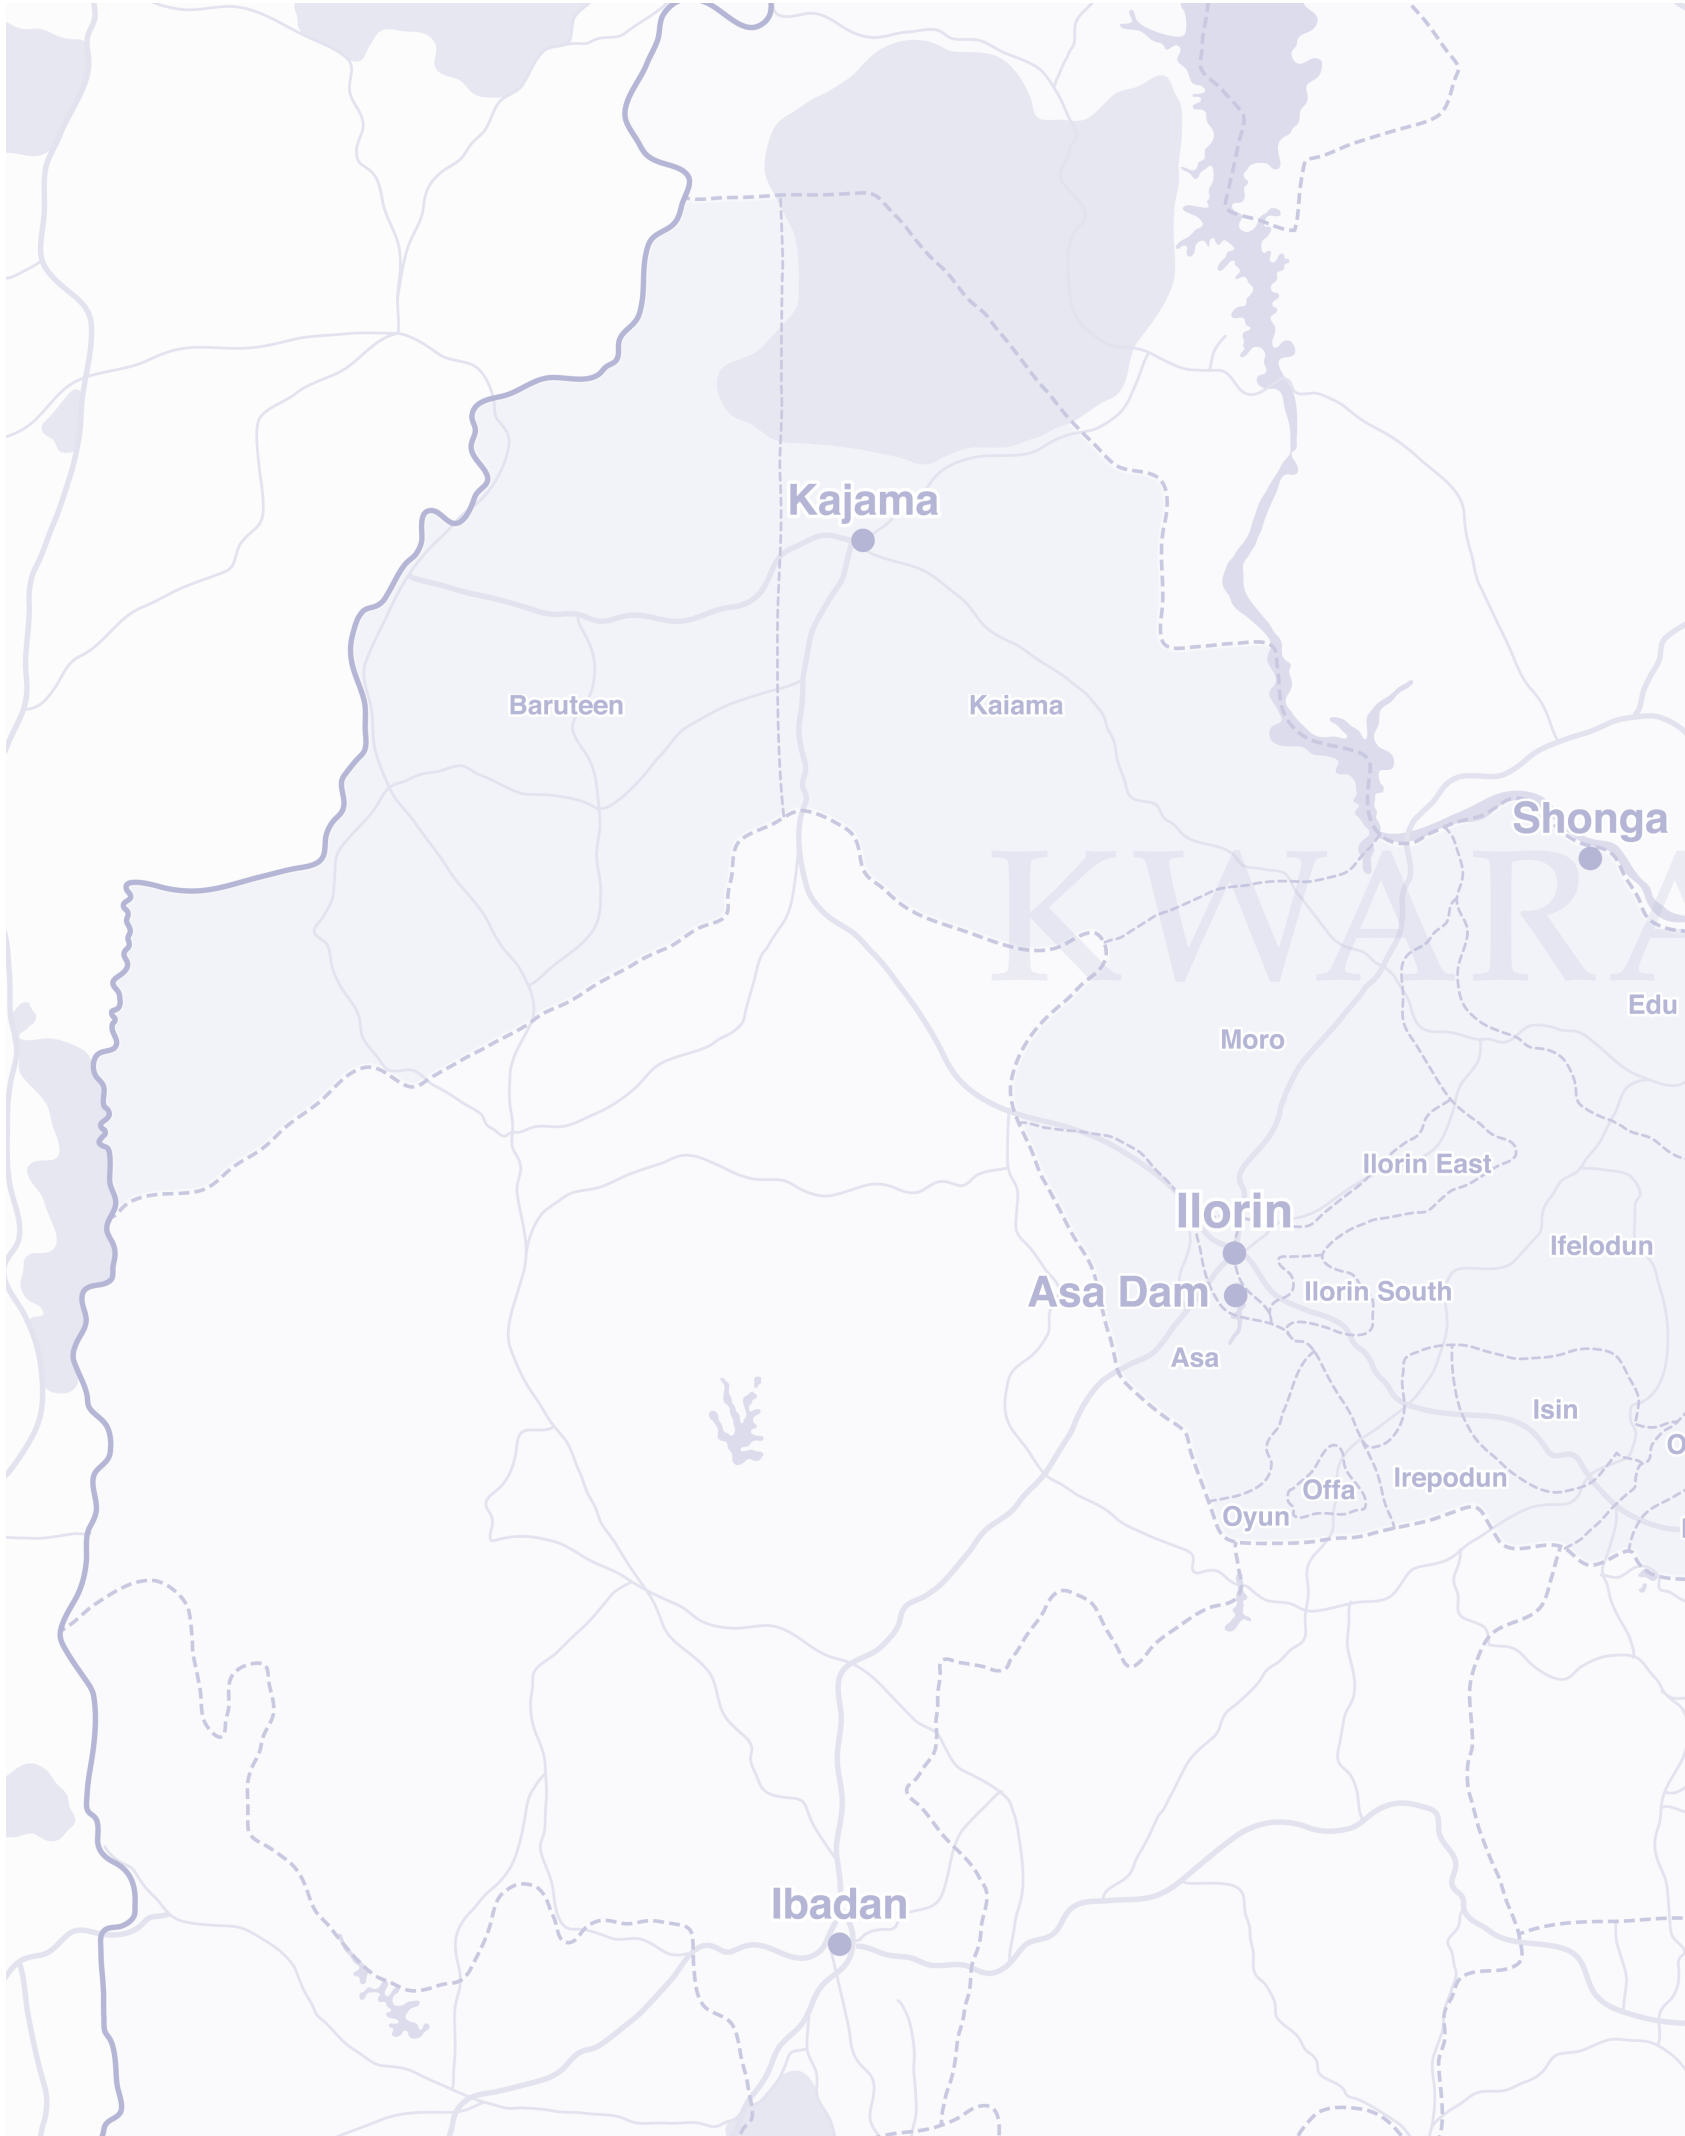 Kajama
Baruteen
Kaiama
Shonga
KWARA
Edu
Moro
Ilorin East
Ilorin
Ifelodun
Asa Dam
Ilorin South
Asa
Isin
Irepodun
Offa
Oyun
Ibadan